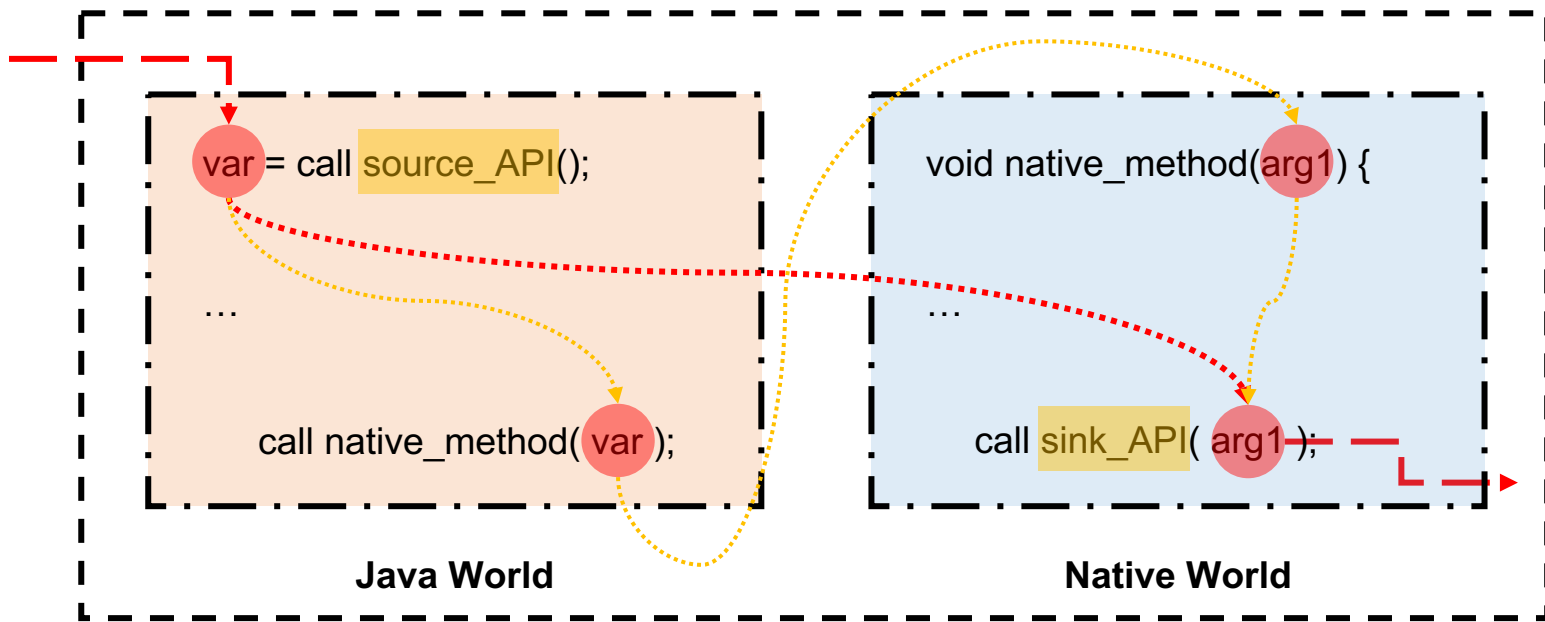 var = call source_API();
…
call native_method( var );
Java World
void native_method(arg1) {
…
call sink_API( arg1 );
Native World